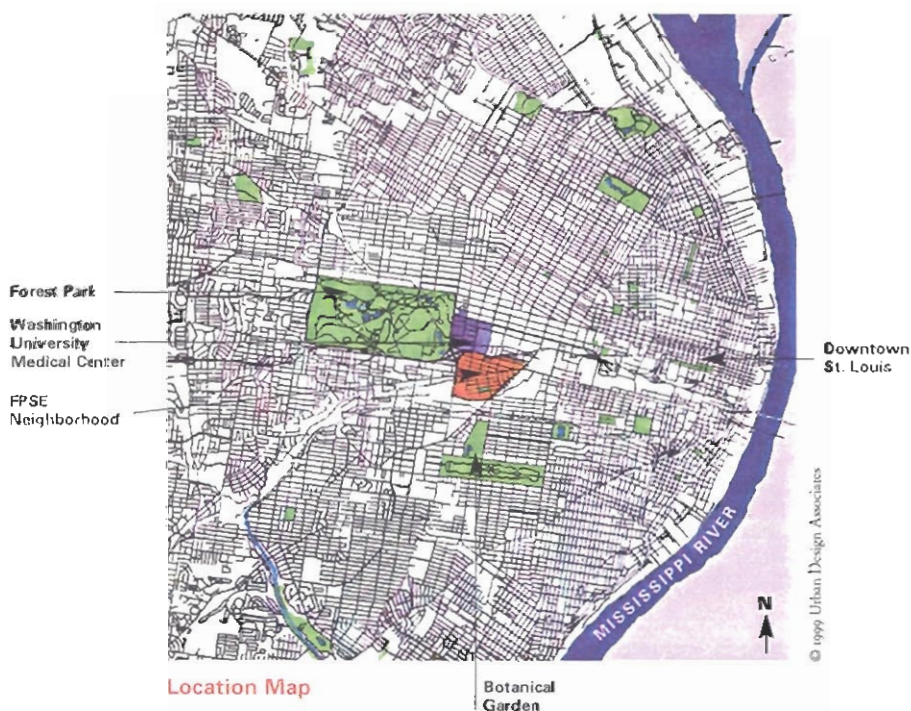 Forest Park
Washington
University
Medical Center
FPSE
Neighborhood
Downtown
St. Louis
MISSISSIPPI RIVER
N
© 1999 Urban Design Associates
Location Map
Botanical
Garden